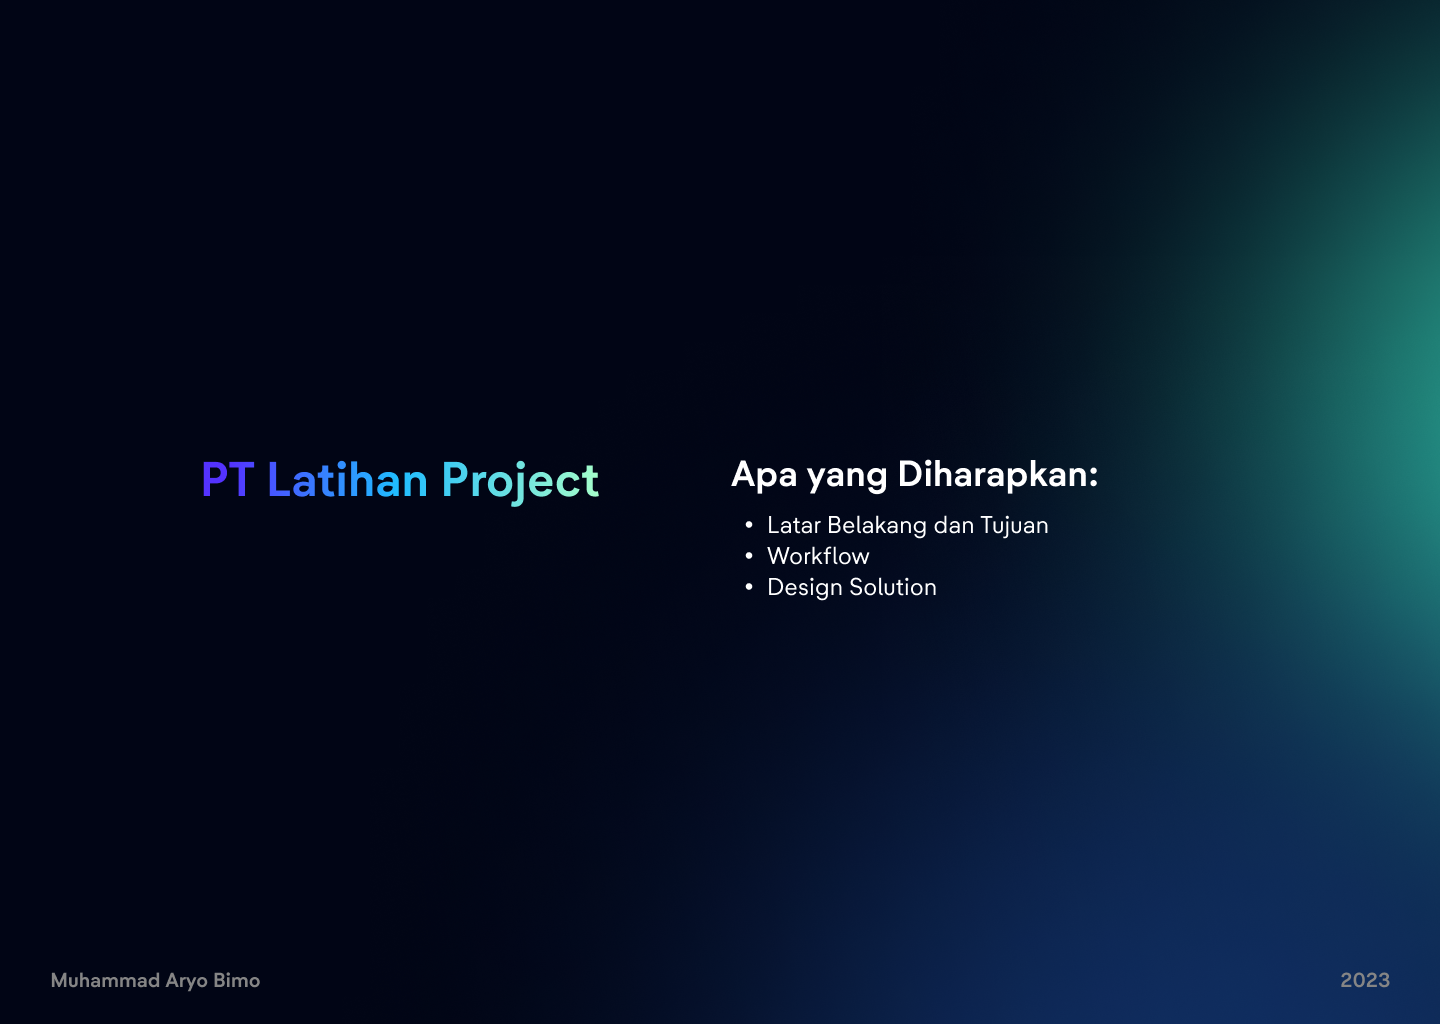 PT Latihan Project
Apa yang Diharapkan:
• Latar Belakang dan Tujuan
• Workflow
• Design Solution
Muhammad Aryo Bimo
2023